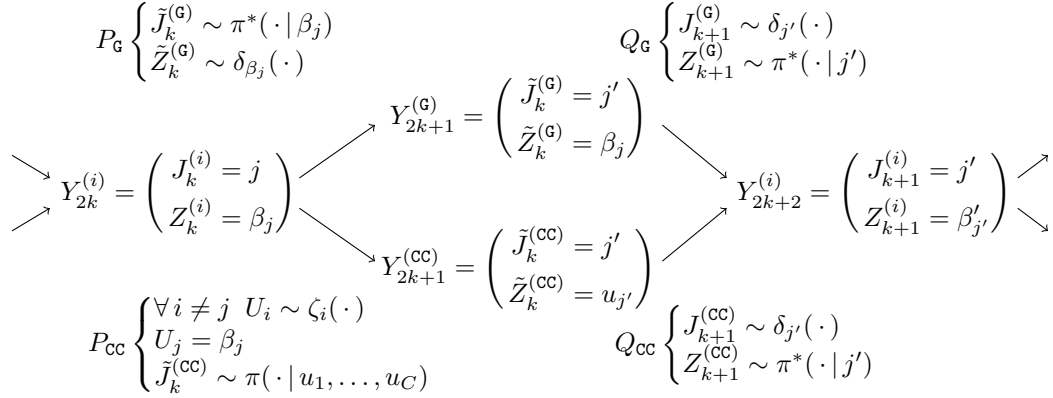 P_G { J̃_k^(G) ∼ π*( · | β_j)
Z̃_k^(G) ∼ δ_{β_j}( · )
Q_G { J_{k+1}^(G) ∼ δ_{j′}( · )
Z_{k+1}^(G) ∼ π*( · | j′)
Y_{2k+1}^(G) = ( J̃_k^(G) = j′
Z̃_k^(G) = β_j )
Y_{2k}^(i) = ( J_k^(i) = j
Z_k^(i) = β_j )
Y_{2k+2}^(i) = ( J_{k+1}^(i) = j′
Z_{k+1}^(i) = β′_{j′} )
Y_{2k+1}^(CC) = ( J̃_k^(CC) = j′
Z̃_k^(CC) = u_{j′} )
P_CC { ∀ i ≠ j U_i ∼ ζ_i( · )
U_j = β_j
J̃_k^(CC) ∼ π( · | u_1, . . . , u_C)
Q_CC { J_{k+1}^(CC) ∼ δ_{j′}( · )
Z_{k+1}^(CC) ∼ π*( · | j′)